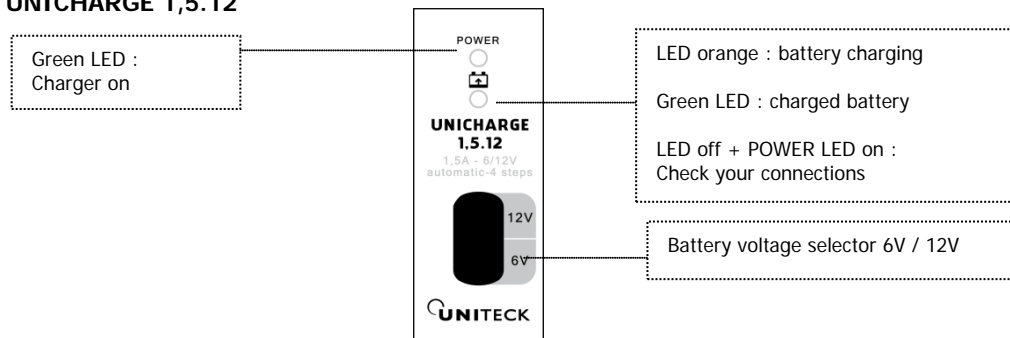 UNICHARGE 1,5.12
Green LED :
Charger on
POWER
UNICHARGE
1,5.12
1,5A - 6/12V
automatic-4 steps
12V
6V
UNITECK
LED orange : battery charging
Green LED : charged battery
LED off + POWER LED on :
Check your connections
Battery voltage selector 6V / 12V